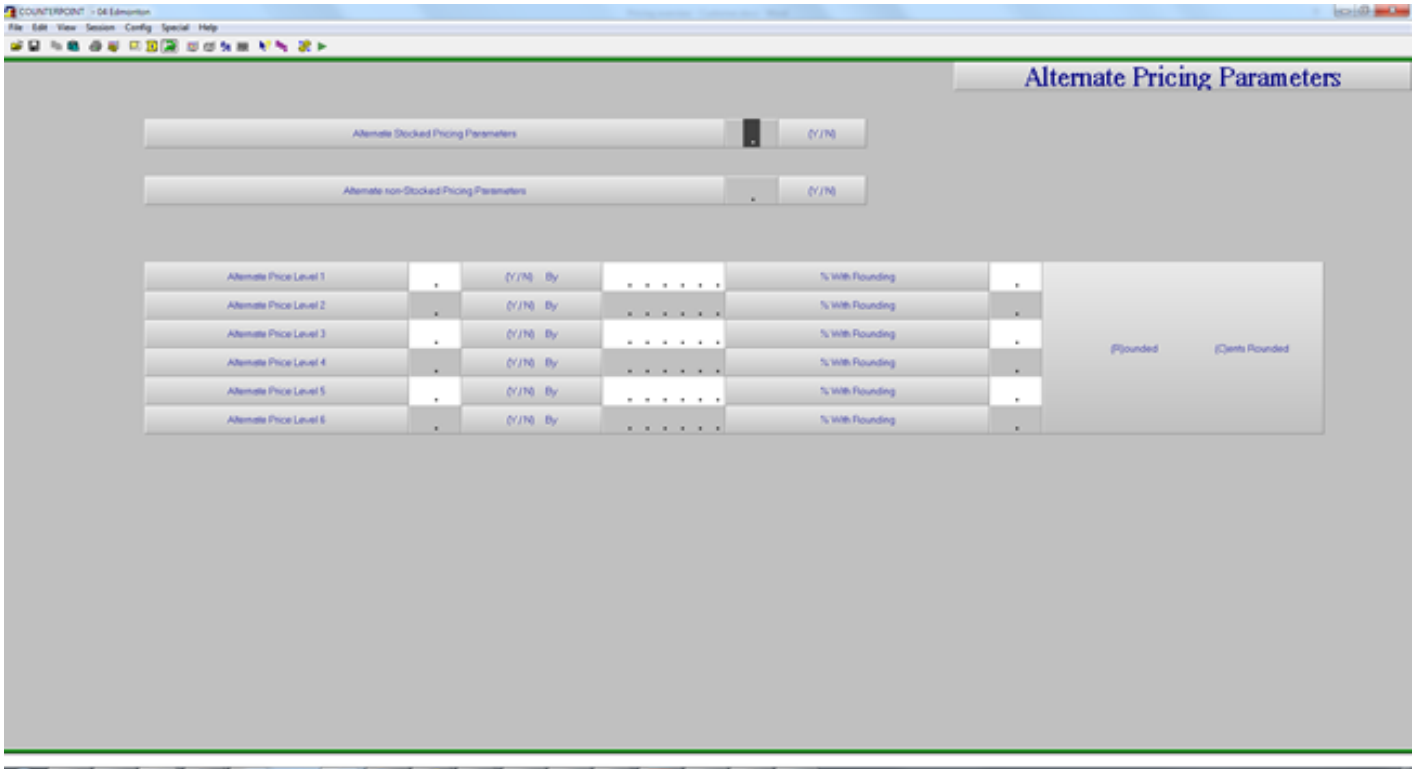 COUNTERPOINT - 04 Edmonton
File Edit View Session Config Special Help
Alternate Pricing Parameters
Alternate Stocked Pricing Parameters . (Y/N)
Alternate non-Stocked Pricing Parameters . (Y/N)
Alternate Price Level 1 . (Y/N) By . . . . . . % With Rounding .
Alternate Price Level 2 . (Y/N) By . . . . . . % With Rounding .
Alternate Price Level 3 . (Y/N) By . . . . . . % With Rounding .
(R)ounded (C)ents Rounded
Alternate Price Level 4 . (Y/N) By . . . . . . % With Rounding .
Alternate Price Level 5 . (Y/N) By . . . . . . % With Rounding .
Alternate Price Level 6 . (Y/N) By . . . . . . % With Rounding .